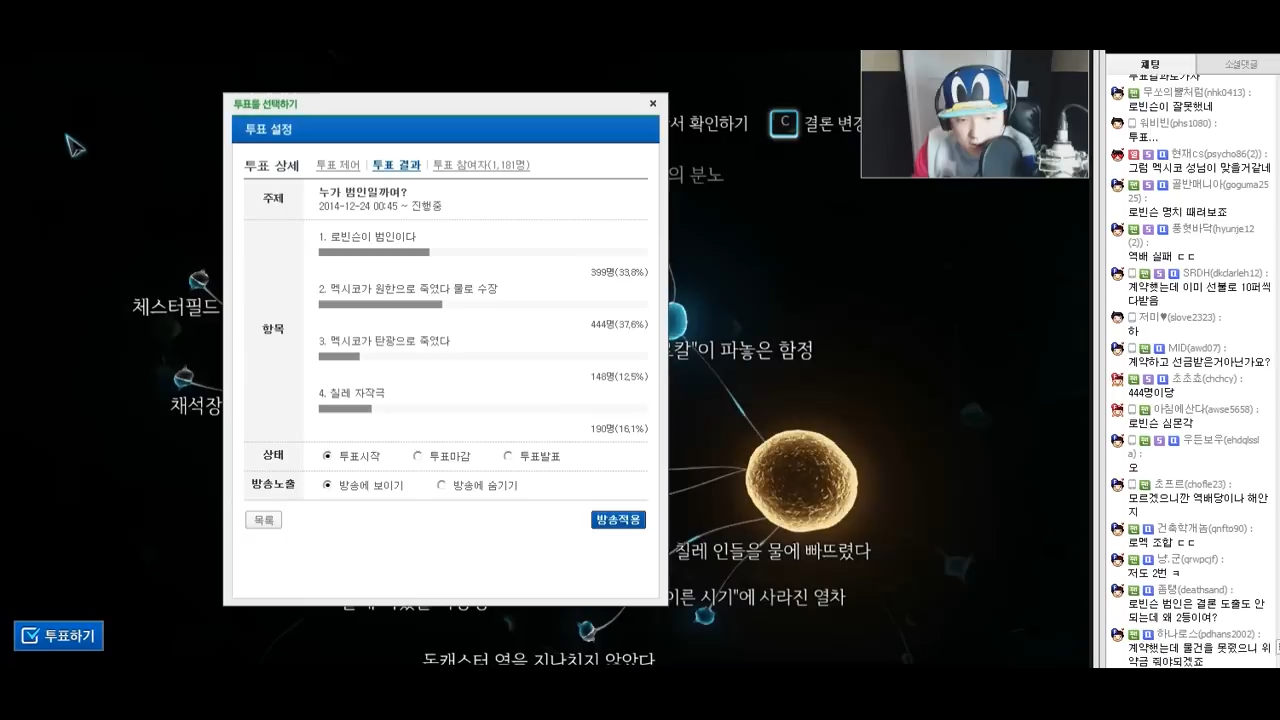 투표를 선택하기
투표 설정
투표 상세 투표 제어 | 투표 결과 | 투표 참여자(1,181명)
주제
누가 범인일까여?
2014-12-24 00:45 ~ 진행중
항목
1. 로빈슨이 범인이다
399명(33,8%)
2. 멕시코가 원한으로 죽었다 물로 수장
444명(37,6%)
3. 멕시코가 탄광으로 죽었다
148명(12,5%)
4. 칠레 자작극
190명(16,1%)
상태 투표시작 투표마감 투표발표
방송노출 방송에 보이기 방송에 숨기기
목록 방송적용
투표하기
체스터필드
채석장
서 확인하기 C 결론 변경
의 분노
칼"이 파놓은 함정
칠레 인들을 물에 빠뜨렸다
이른 시기"에 사라진 열차
동캐스터 역을 지나치지 않았다
채팅 소셜댓글
투표결과로가자
무쏘의뿔처럼(nhk0413) :
로빈슨이 잘못했네
워비빈(phs1080) :
투표...
현재cs(psycho86(2)) :
그럼 멕시코 성님이 맞을거같네
골반매니아(goguma25
25) :
로빈슨 명치 때려보죠
풍혓바닥(hyunje12
(2)) :
역배 실패 ㄷㄷ
SRDH(dkclarleh12) :
계약햇는데 이미 선불로 10퍼씩
다받음
저미♥(slove2323) :
하
MID(awd07) :
계약하고 선금받은거아닌가요?
초초쵸(chchcy) :
444명이당
아침에산다(awse5658) :
로빈슨 심몬각
우든보우(ehdqlssl
a) :
오
초프르(chofle23) :
모르겠으니깐 역배당이나 해안
지
건축학개놈(qnfto90) :
로멕 조합 ㄷㄷ
냥.군(qrwpcjf) :
저도 2번 ㅋ
쫌탱(deathsand) :
로빈슨 범인은 결론 도출도 안
되는데 왜 2등이여?
하나로스(pdhans2002) :
계약했는데 물건을 못줬으니 위
약금 줘야되겠죠